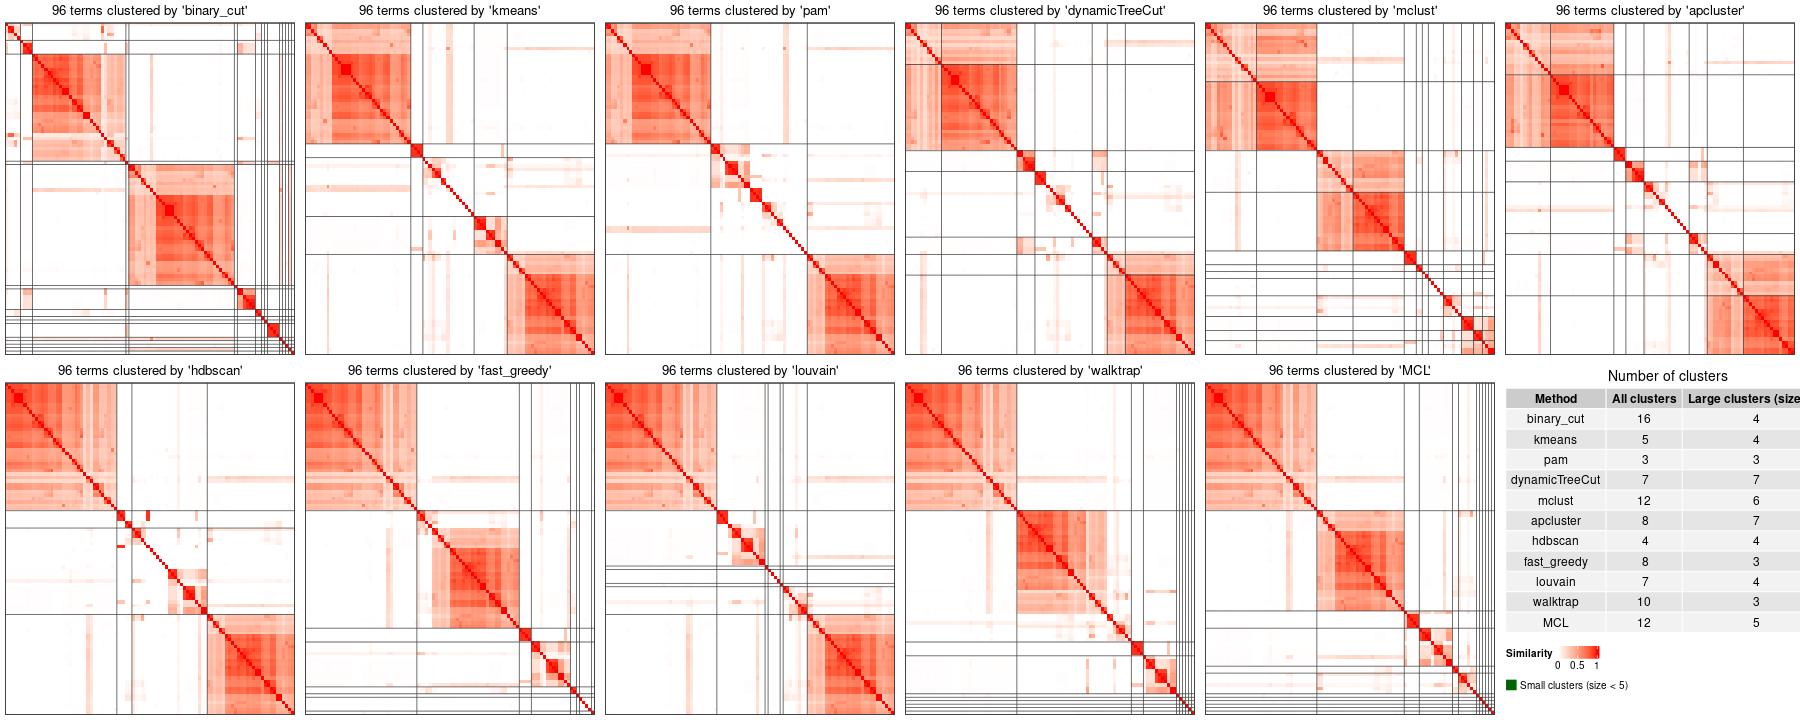 96 terms clustered by 'binary_cut'
96 terms clustered by 'kmeans'
96 terms clustered by 'pam'
96 terms clustered by 'dynamicTreeCut'
96 terms clustered by 'mclust'
96 terms clustered by 'apcluster'
96 terms clustered by 'hdbscan'
96 terms clustered by 'fast_greedy'
96 terms clustered by 'louvain'
96 terms clustered by 'walktrap'
96 terms clustered by 'MCL'
Number of clusters
Method All clusters Large clusters (size
binary_cut 16 4
kmeans 5 4
pam 3 3
dynamicTreeCut 7 7
mclust 12 6
apcluster 8 7
hdbscan 4 4
fast_greedy 8 3
louvain 7 4
walktrap 10 3
MCL 12 5
Similarity
0 0.5 1
Small clusters (size < 5)